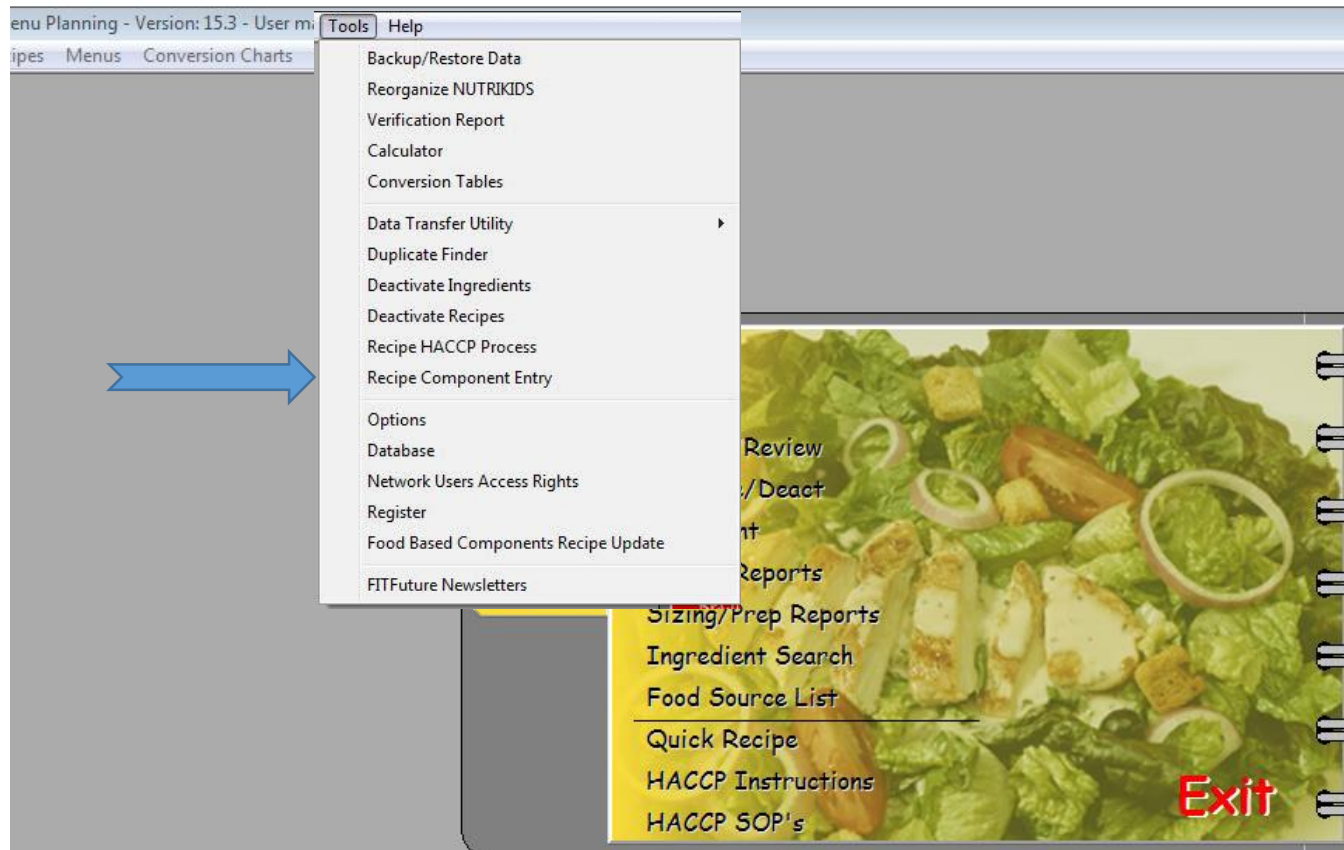 enu Planning - Version: 15.3 - User m
ipes Menus Conversion Charts
Tools Help
Backup/Restore Data
Reorganize NUTRIKIDS
Verification Report
Calculator
Conversion Tables
Data Transfer Utility
Duplicate Finder
Deactivate Ingredients
Deactivate Recipes
Recipe HACCP Process
Recipe Component Entry
Options
Database
Network Users Access Rights
Register
Food Based Components Recipe Update
FITFuture Newsletters
Review
/Deact
nt
Reports
Sizing/Prep Reports
Ingredient Search
Food Source List
Quick Recipe
HACCP Instructions
HACCP SOP's
Exit